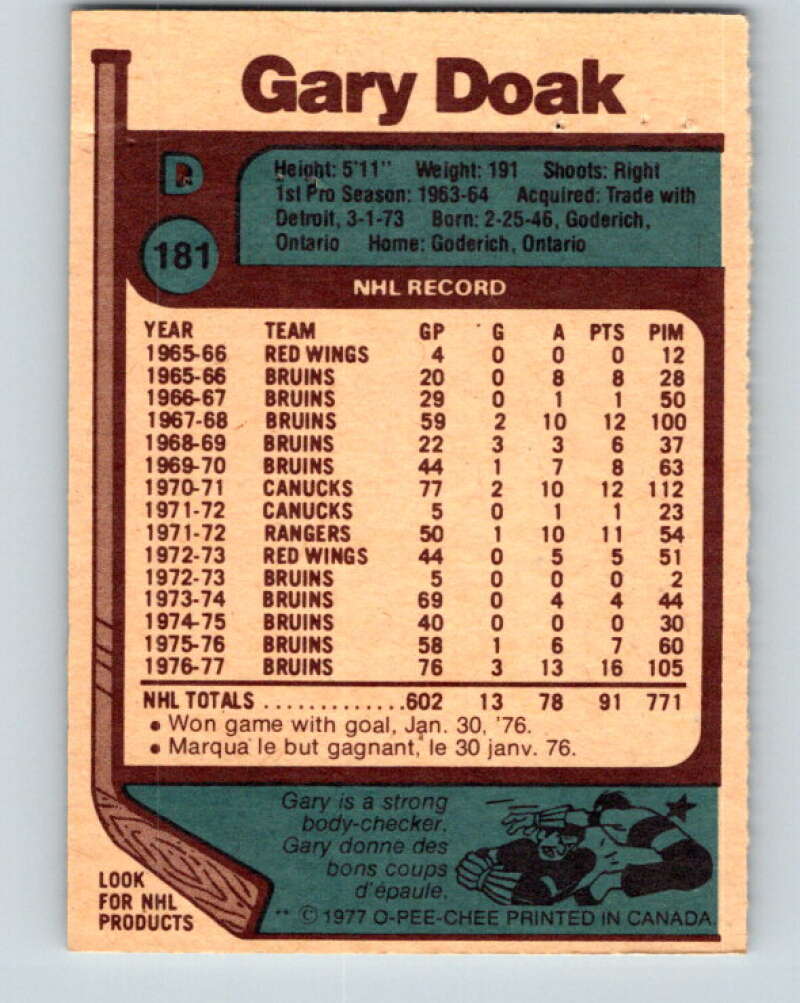 Gary Doak
D
181
Height: 5'11" Weight: 191 Shoots: Right
1st Pro Season: 1963-64 Acquired: Trade with
Detroit, 3-1-73 Born: 2-25-46, Goderich,
Ontario Home: Goderich, Ontario
NHL RECORD
YEAR TEAM GP G A PTS PIM
1965-66 RED WINGS 4 0 0 0 12
1965-66 BRUINS 20 0 8 8 28
1966-67 BRUINS 29 0 1 1 50
1967-68 BRUINS 59 2 10 12 100
1968-69 BRUINS 22 3 3 6 37
1969-70 BRUINS 44 1 7 8 63
1970-71 CANUCKS 77 2 10 12 112
1971-72 CANUCKS 5 0 1 1 23
1971-72 RANGERS 50 1 10 11 54
1972-73 RED WINGS 44 0 5 5 51
1972-73 BRUINS 5 0 0 0 2
1973-74 BRUINS 69 0 4 4 44
1974-75 BRUINS 40 0 0 0 30
1975-76 BRUINS 58 1 6 7 60
1976-77 BRUINS 76 3 13 16 105
NHL TOTALS .............602 13 78 91 771
• Won game with goal, Jan. 30, '76.
• Marqua le but gagnant, le 30 janv. 76.
Gary is a strong
body-checker.
Gary donne des
bons coups
d'épaule.
LOOK
FOR NHL
PRODUCTS
** © 1977 O-PEE-CHEE PRINTED IN CANADA.